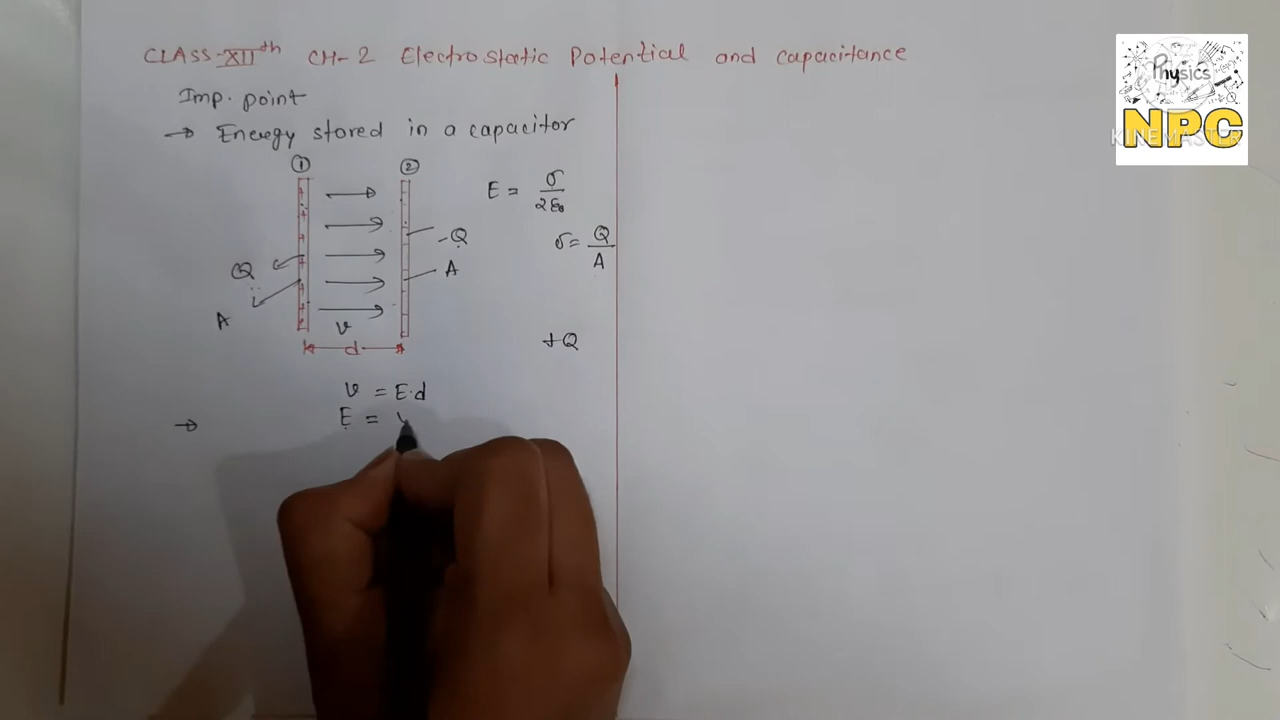 CLASS-XIIth CH-2 Electrostatic Potential and capacitance
Imp. point
→ Energy stored in a capacitor
① ②
E = σ/2ε₀
-Q
σ = Q/A
Q
A
A
+Q
v
d
v = E·d
→ E =
Physics
NPC
KINEMASTER